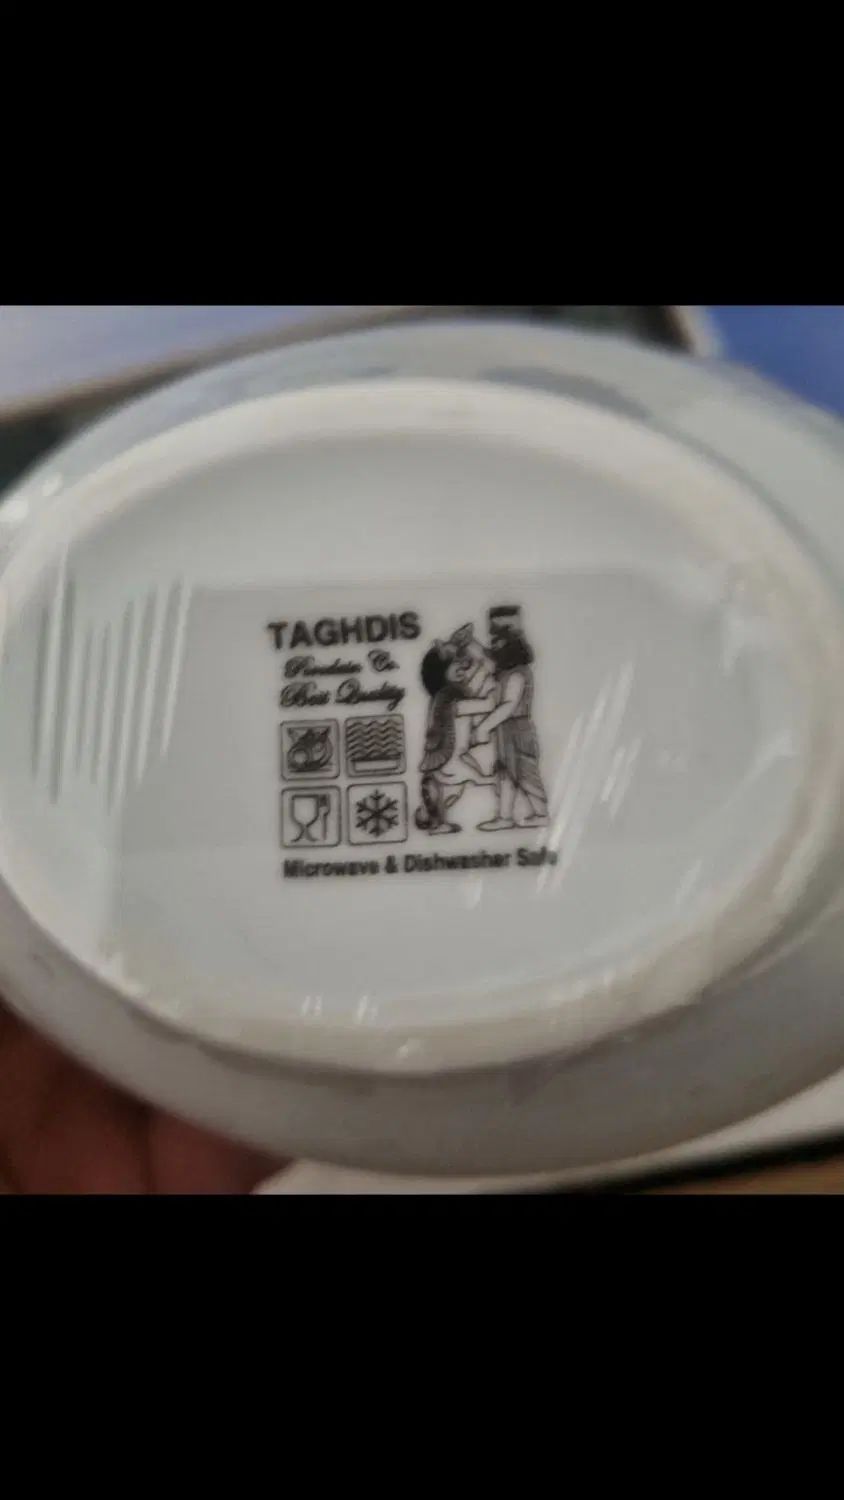 TAGHDIS
Porcelain Co.
Best Quality
Microwave & Dishwasher Safe